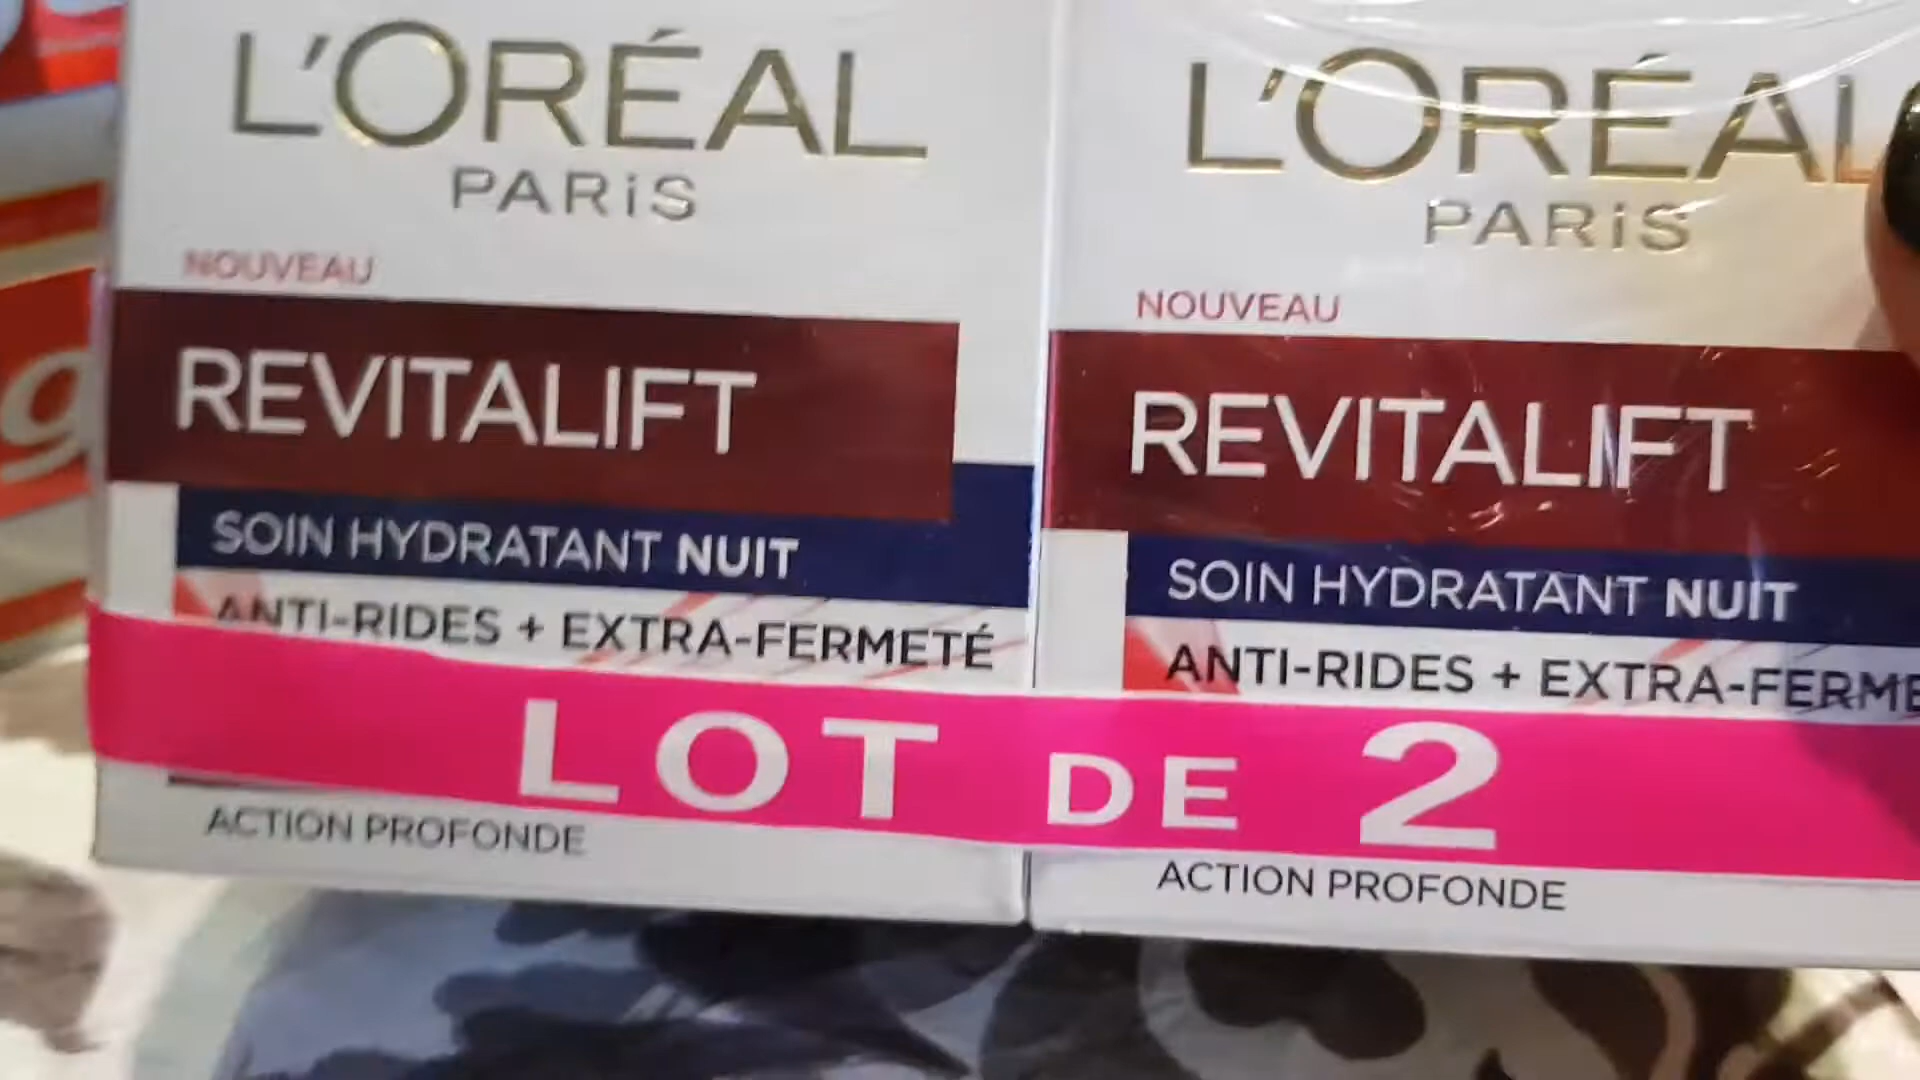 L'ORÉAL
PARiS
NOUVEAU
REVITALIFT
SOIN HYDRATANT NUIT
ANTI-RIDES + EXTRA-FERMETÉ
ACTION PROFONDE
L'ORÉAL
PARiS
NOUVEAU
REVITALIFT
SOIN HYDRATANT NUIT
ANTI-RIDES + EXTRA-FERME
ACTION PROFONDE
LOT DE 2